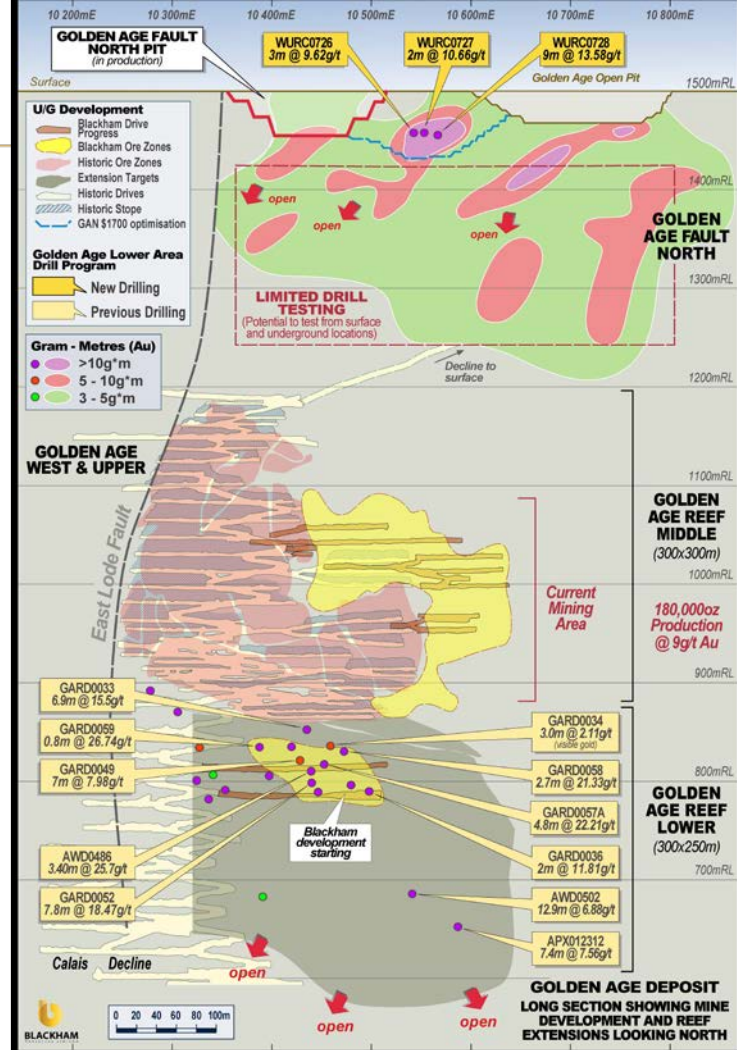 10 200mE
10 400mE
10 500mE
10 600mE
10 700mE
10 800mE
GOLDEN AGE FAULT
NORTH PIT
(in production)
WURC0726
3m @ 9.62g/t
WURC0727
2m @ 10.66g/t
WURC0728
9m @ 13.58g/t
Surface
Golden Age Open Pit
1500mRL
U/G Development
Blackham Drive
Progress
Blackham Ore Zones
Historic Ore Zones
Extension Targets
Historic Drives
Historic Stope
GAN $1700 optimisation
Golden Age Lower Area
Drill Program
New Drilling
Previous Drilling
Gram - Metres (Au)
>10g*m
5 - 10g*m
3 - 5g*m
open
open
open
1400mRL
GOLDEN
AGE FAULT
NORTH
1300mRL
LIMITED DRILL
TESTING
(Potential to test from surface
and underground locations)
Decline to
surface
1200mRL
GOLDEN AGE
WEST & UPPER
East Lode Fault
1100mRL
GOLDEN
AGE REEF
MIDDLE
(300x300m)
1000mRL
Current
Mining
Area
180,000oz
Production
@ 9g/t Au
900mRL
GARD0033
6.9m @ 15.5g/t
GARD0059
0.8m @ 26.74g/t
GARD0049
7m @ 7.98g/t
AWD0486
3.40m @ 25.7g/t
GARD0052
7.8m @ 18.47g/t
Blackham
development
starting
GARD0034
3.0m @ 2.11g/t
(visible gold)
GARD0058
2.7m @ 21.33g/t
GARD0057A
4.8m @ 22.21g/t
GARD0036
2m @ 11.81g/t
AWD0502
12.9m @ 6.88g/t
APX012312
7.4m @ 7.56g/t
800mRL
GOLDEN
AGE REEF
LOWER
(300x250m)
700mRL
Calais Decline
open
open
open
BLACKHAM
0 20 40 60 80 100m
GOLDEN AGE DEPOSIT
LONG SECTION SHOWING MINE
DEVELOPMENT AND REEF
EXTENSIONS LOOKING NORTH